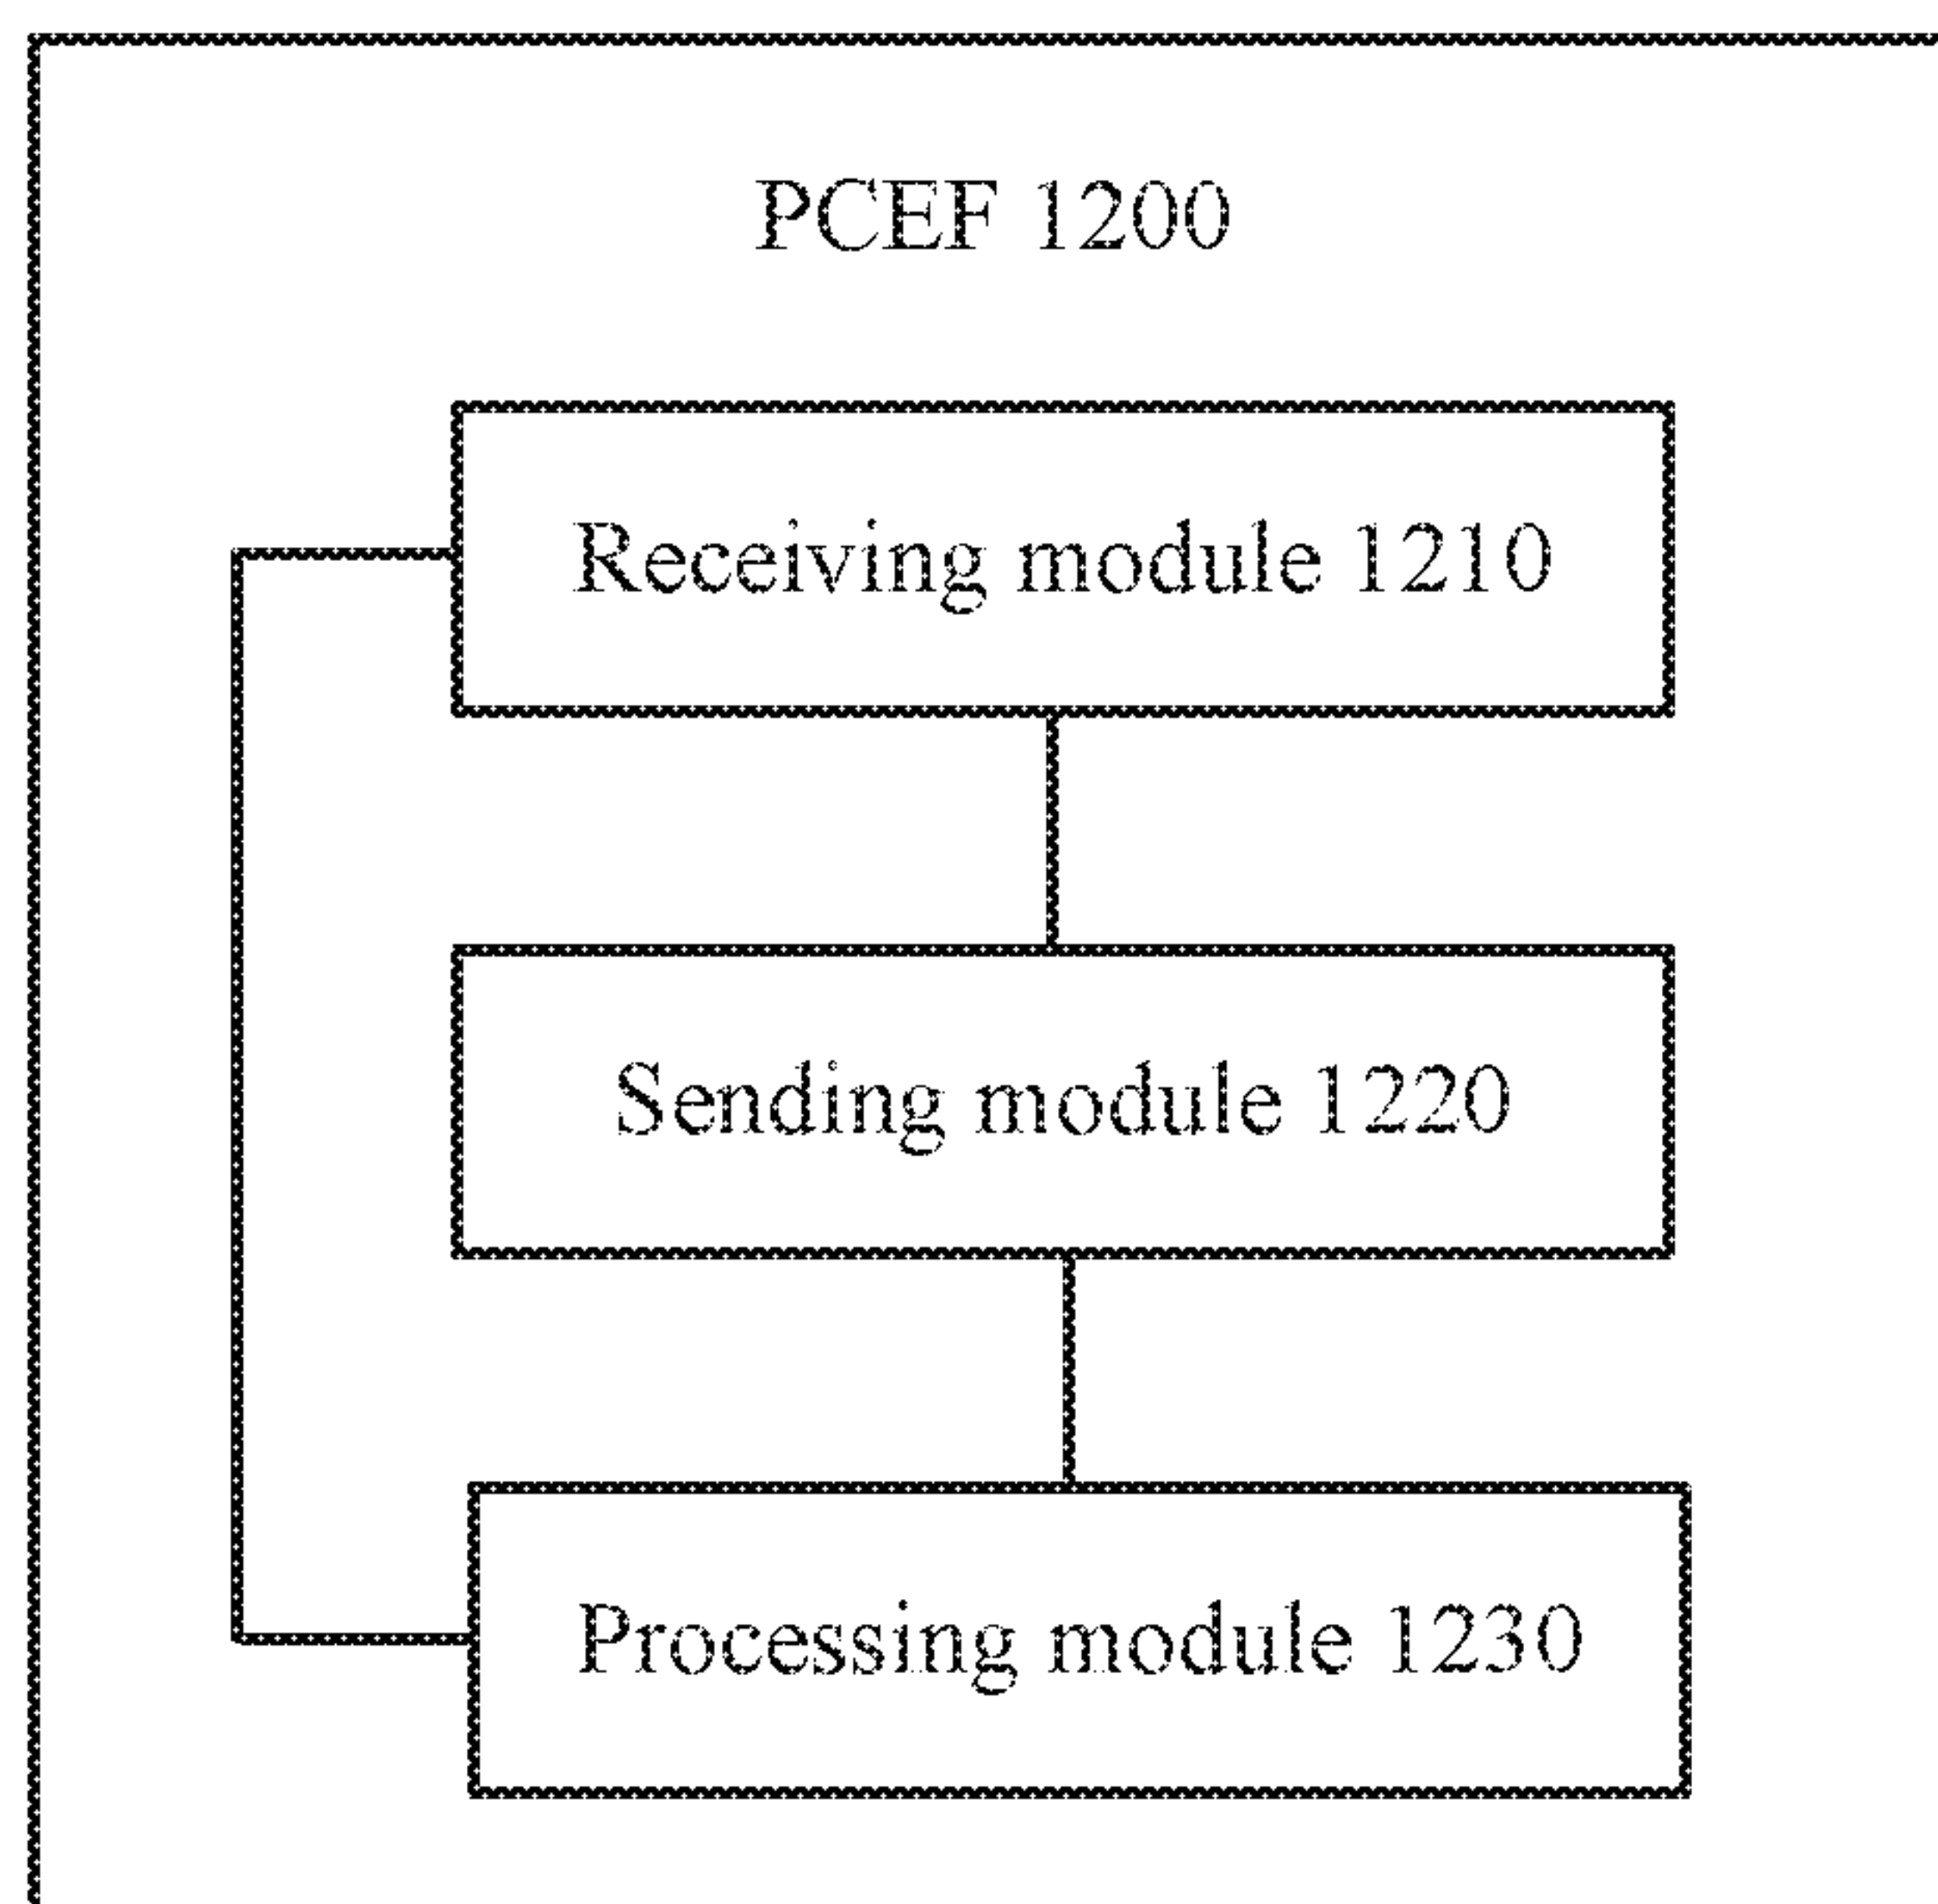 PCEF 1200
Receiving module 1210
Sending module 1220
Processing module 1230